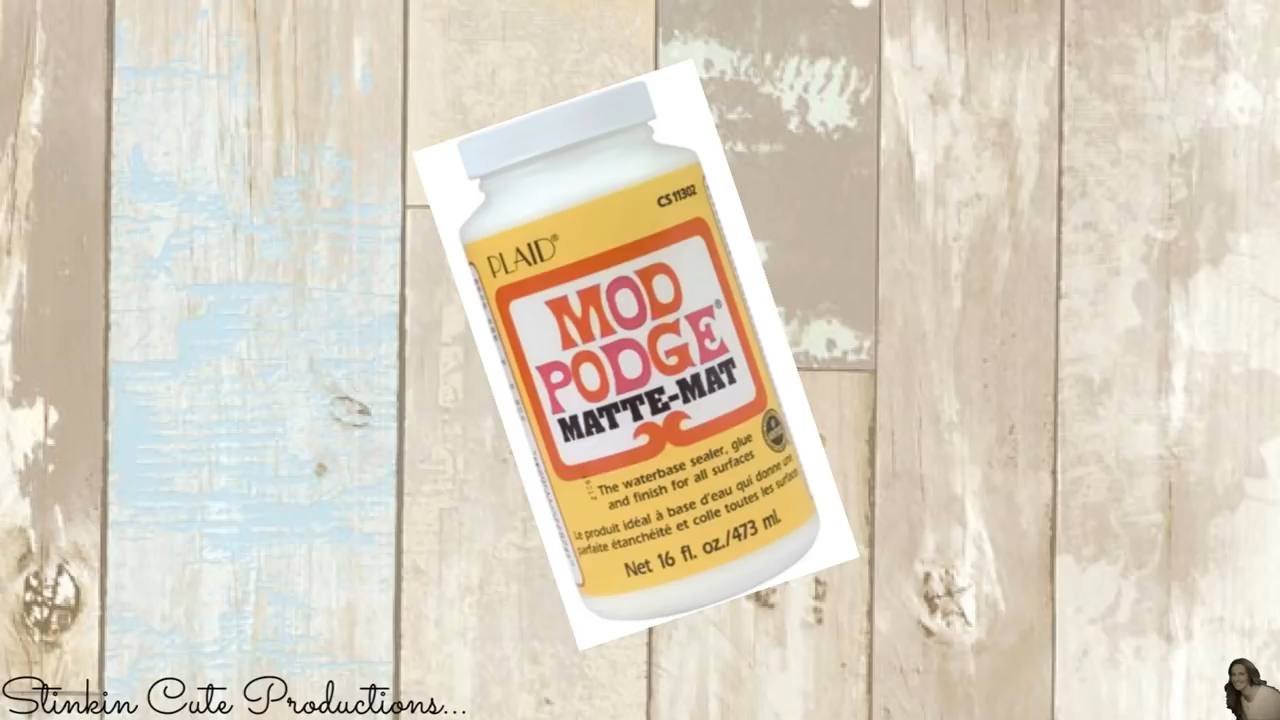 CS 11302
PLAID®
MOD
PODGE®
MATTE-MAT
The waterbase sealer, glue
and finish for all surfaces
Le produit idéal à base d'eau qui donne une
parfaite étanchéité et colle toutes les surfaces
Net 16 fl. oz./473 ml.
Stinkin Cute Productions...